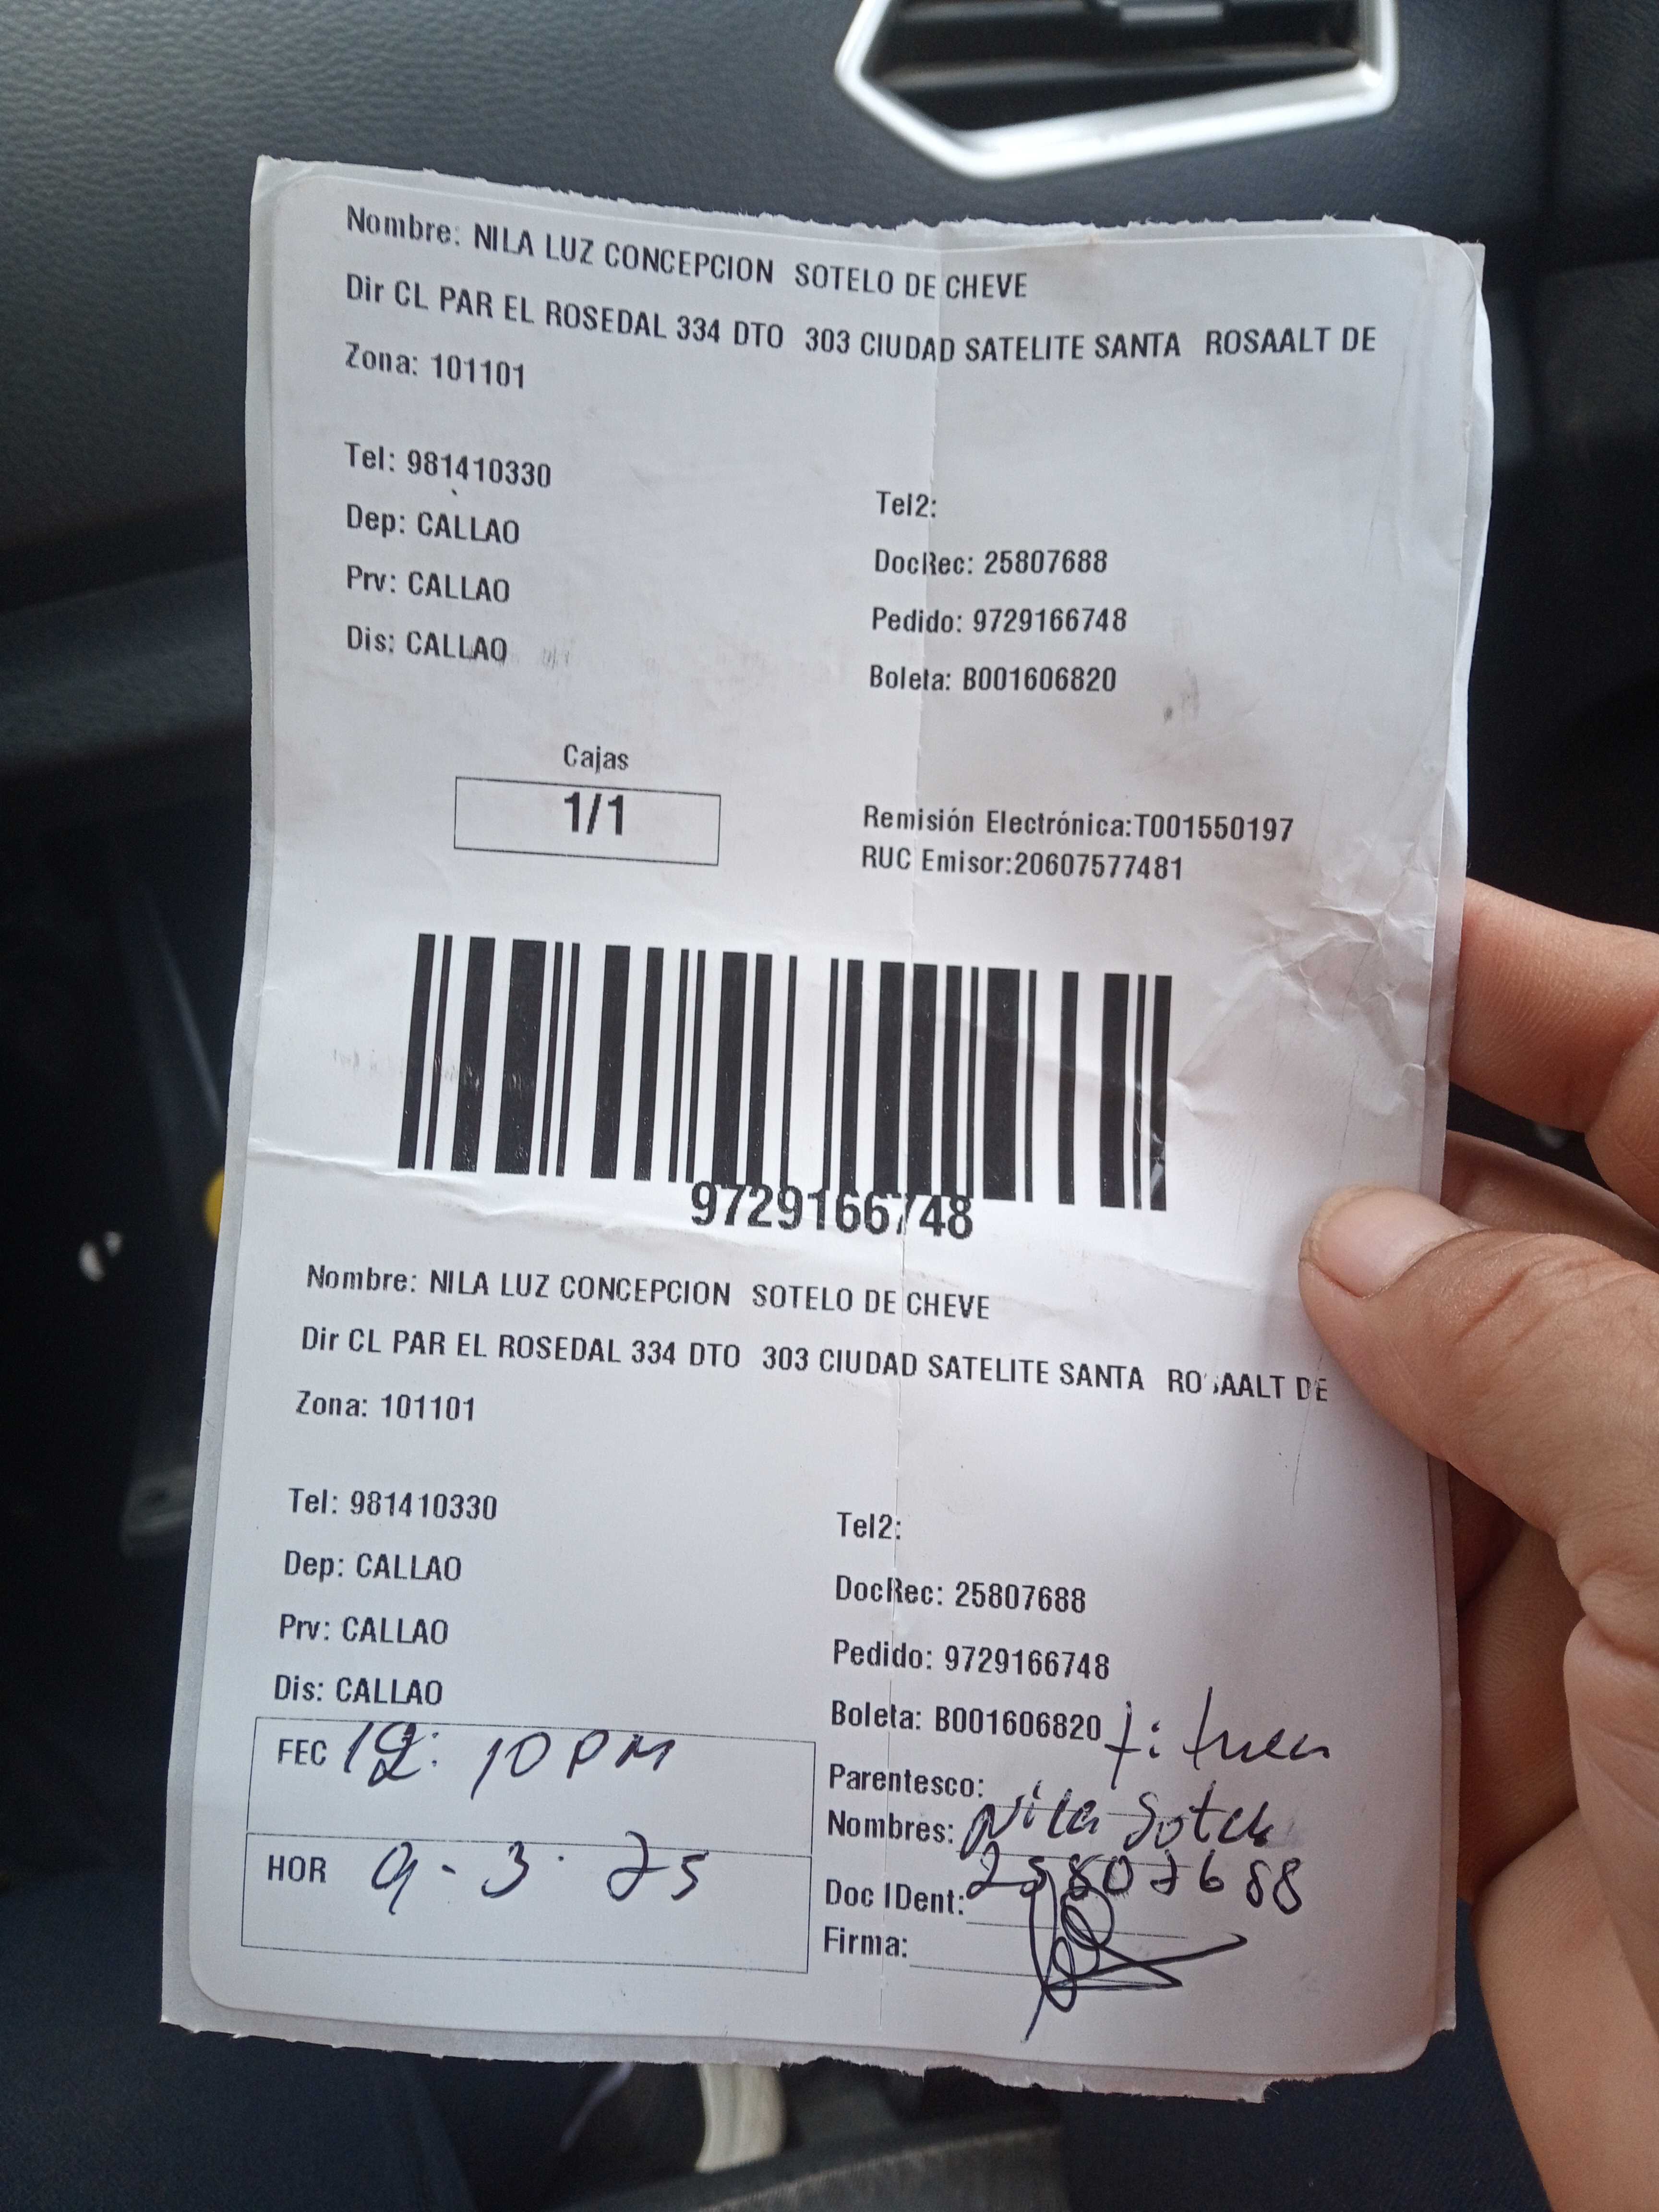 Nombre: NILA LUZ CONCEPCION SOTELO DE CHEVE
Dir CL PAR EL ROSEDAL 334 DTO 303 CIUDAD SATELITE SANTA ROSAALT DE
Zona: 101101
Tel: 981410330
Tel2:
Dep: CALLAO
DocRec: 25807688
Prv: CALLAO
Pedido: 9729166748
Dis: CALLAO
Boleta: B001606820
Cajas
1/1
Remisión Electrónica:T001550197
RUC Emisor:20607577481
9729166748
Nombre: NILA LUZ CONCEPCION SOTELO DE CHEVE
Dir CL PAR EL ROSEDAL 334 DTO 303 CIUDAD SATELITE SANTA ROSAALT DE
Zona: 101101
Tel: 981410330
Tel2:
Dep: CALLAO
DocRec: 25807688
Prv: CALLAO
Pedido: 9729166748
Dis: CALLAO
Boleta: B001606820
FEC 12: 10 PM
Parentesco:
Nombres: Nila Sotelo
HOR 9-3-25
Doc IDent: 25807688
Firma: